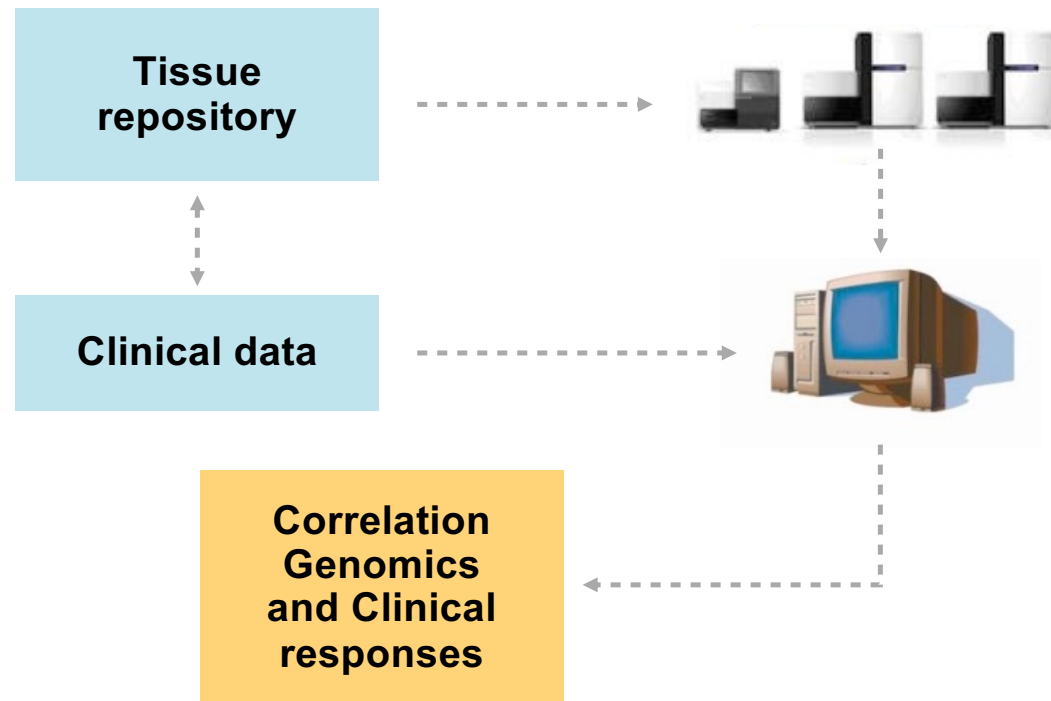 Tissue
repository
Clinical data
Correlation
Genomics
and Clinical
responses